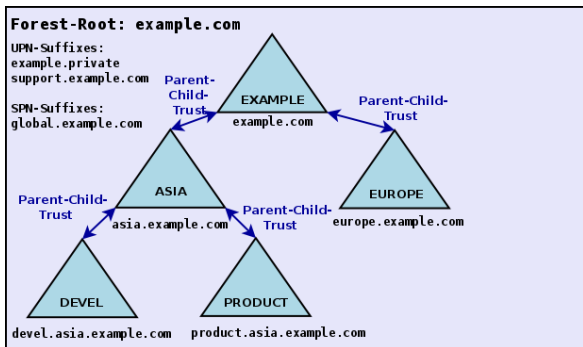 Forest-Root: example.com
UPN-Suffixes:
example.private
support.example.com
SPN-Suffixes:
global.example.com
Parent-
Child-
Trust
EXAMPLE
example.com
Parent-Child-
Trust
ASIA
asia.example.com
EUROPE
europe.example.com
Parent-Child-
Trust
Parent-Child-
Trust
DEVEL
devel.asia.example.com
PRODUCT
product.asia.example.com